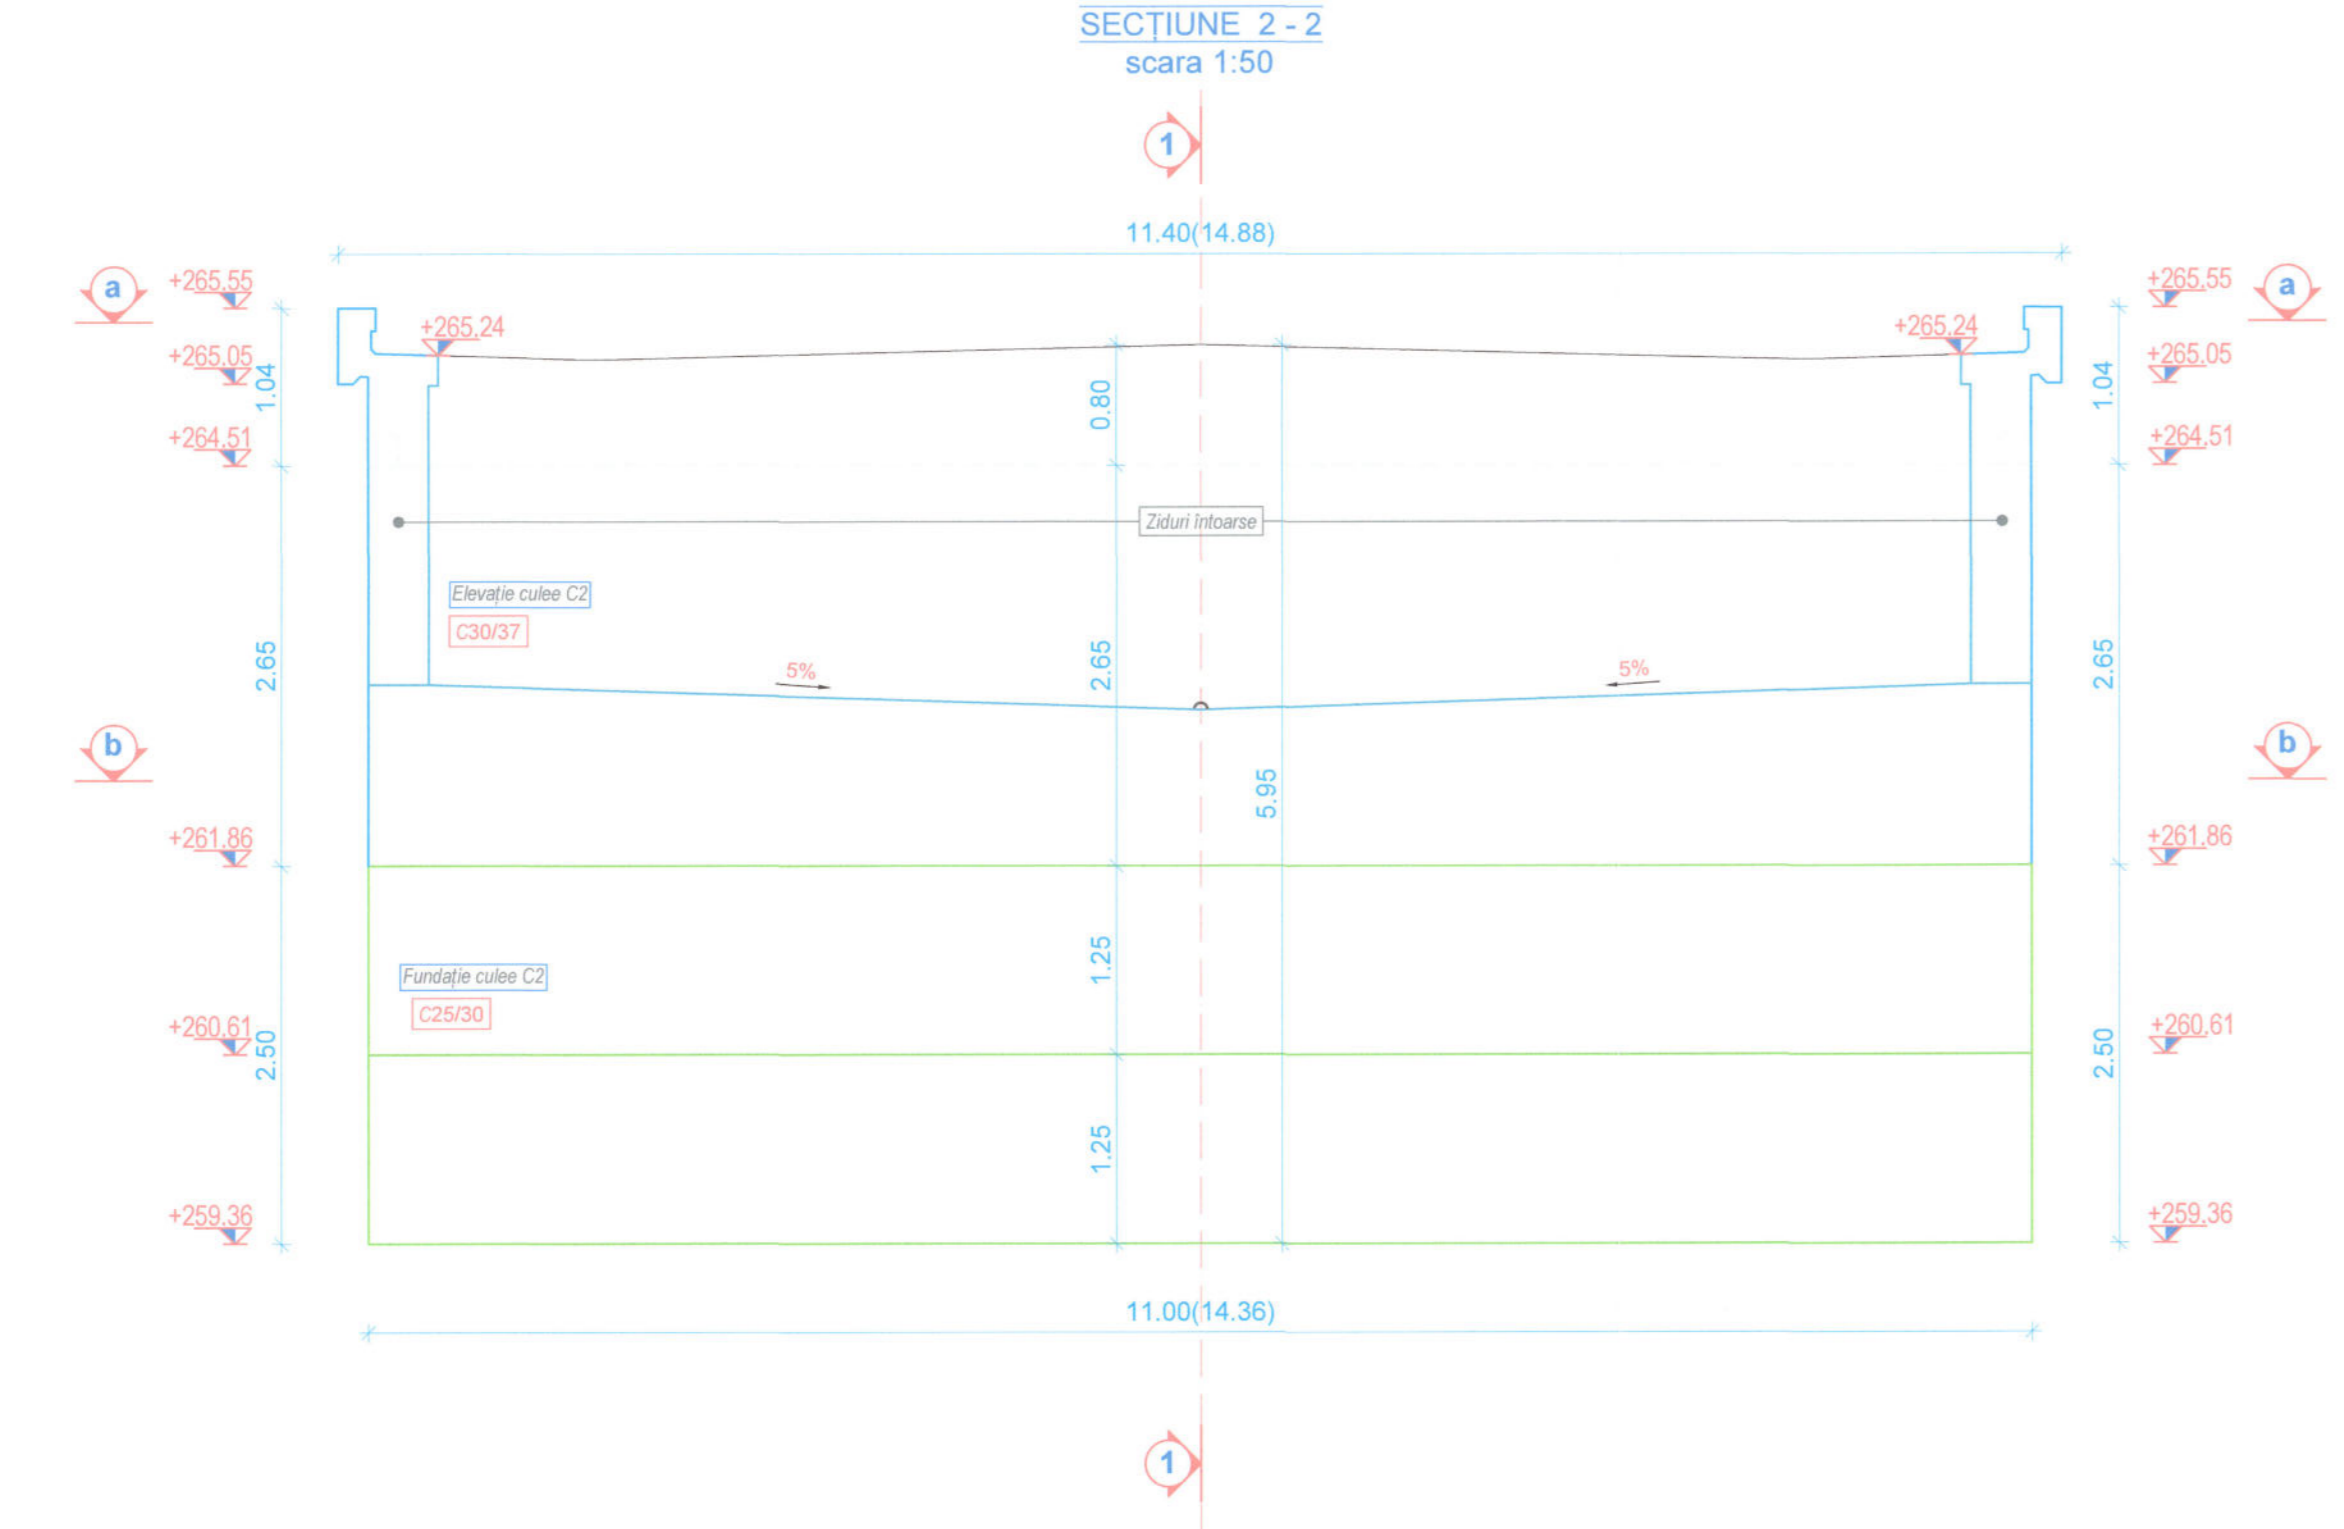 SECȚIUNE 2 - 2
scara 1:50
1
11.40(14.88)
a
+265.55
+265.55
a
+265.24
+265.24
+265.05
+265.05
1.04
0.80
1.04
+264.51
+264.51
Ziduri întoarse
Elevație culee C2
C30/37
2.65
5%
2.65
5%
2.65
b
b
5.95
+261.86
+261.86
Fundație culee C2
C25/30
1.25
+260.61
+260.61
2.50
2.50
1.25
+259.36
+259.36
11.00(14.36)
1